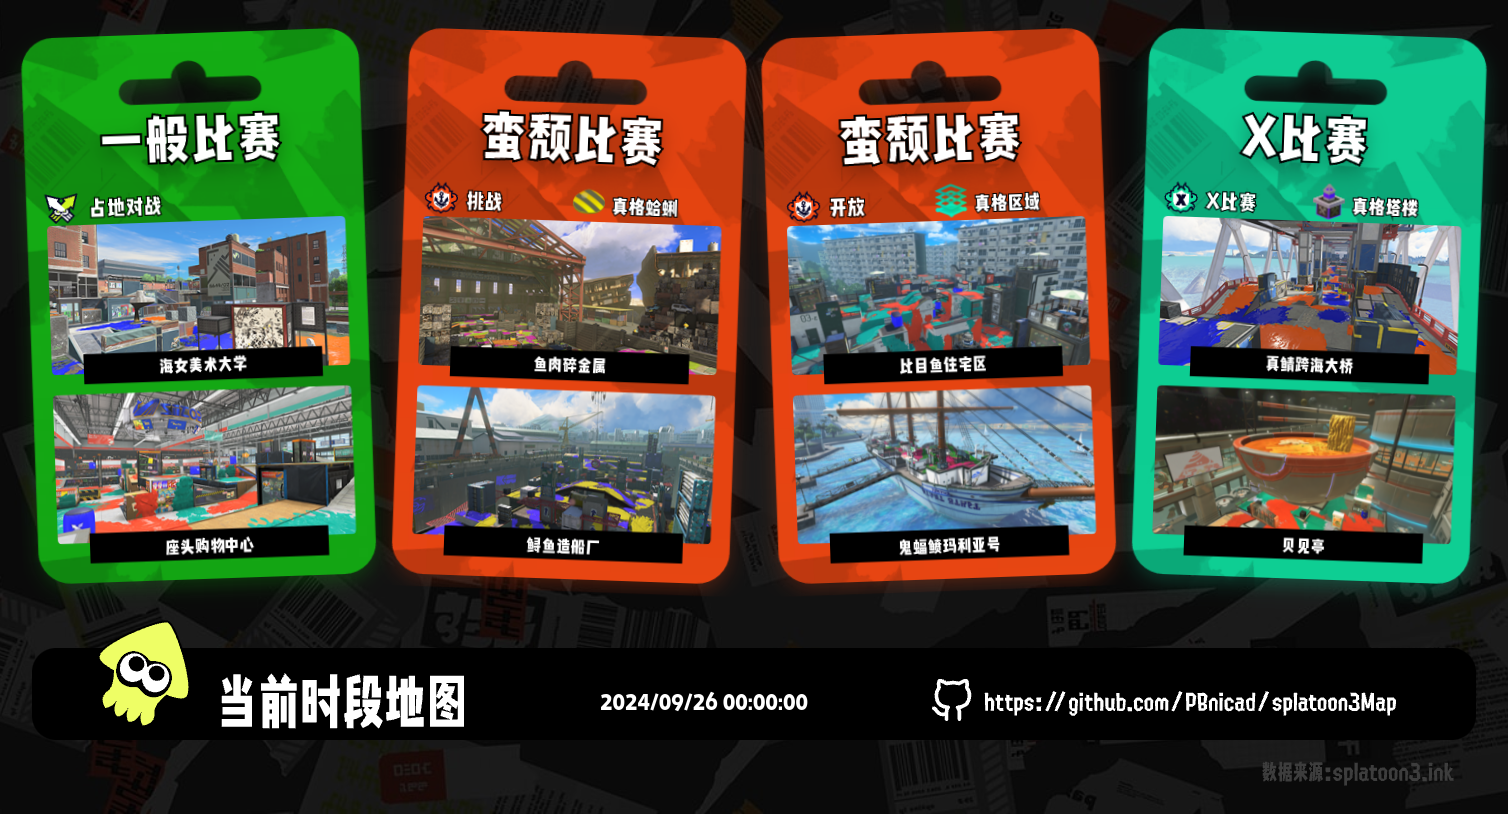 一般比赛
占地对战
海女美术大学
座头购物中心
蛮颓比赛
挑战
真格蛤蜊
鱼肉碎金属
鲟鱼造船厂
蛮颓比赛
开放
真格区域
比目鱼住宅区
鬼蝠鲼玛利亚号
X比赛
X比赛
真格塔楼
真鲭跨海大桥
贝见亭
当前时段地图
2024/09/26 00:00:00
https://github.com/PBnicad/splatoon3Map
数据来源:splatoon3.ink